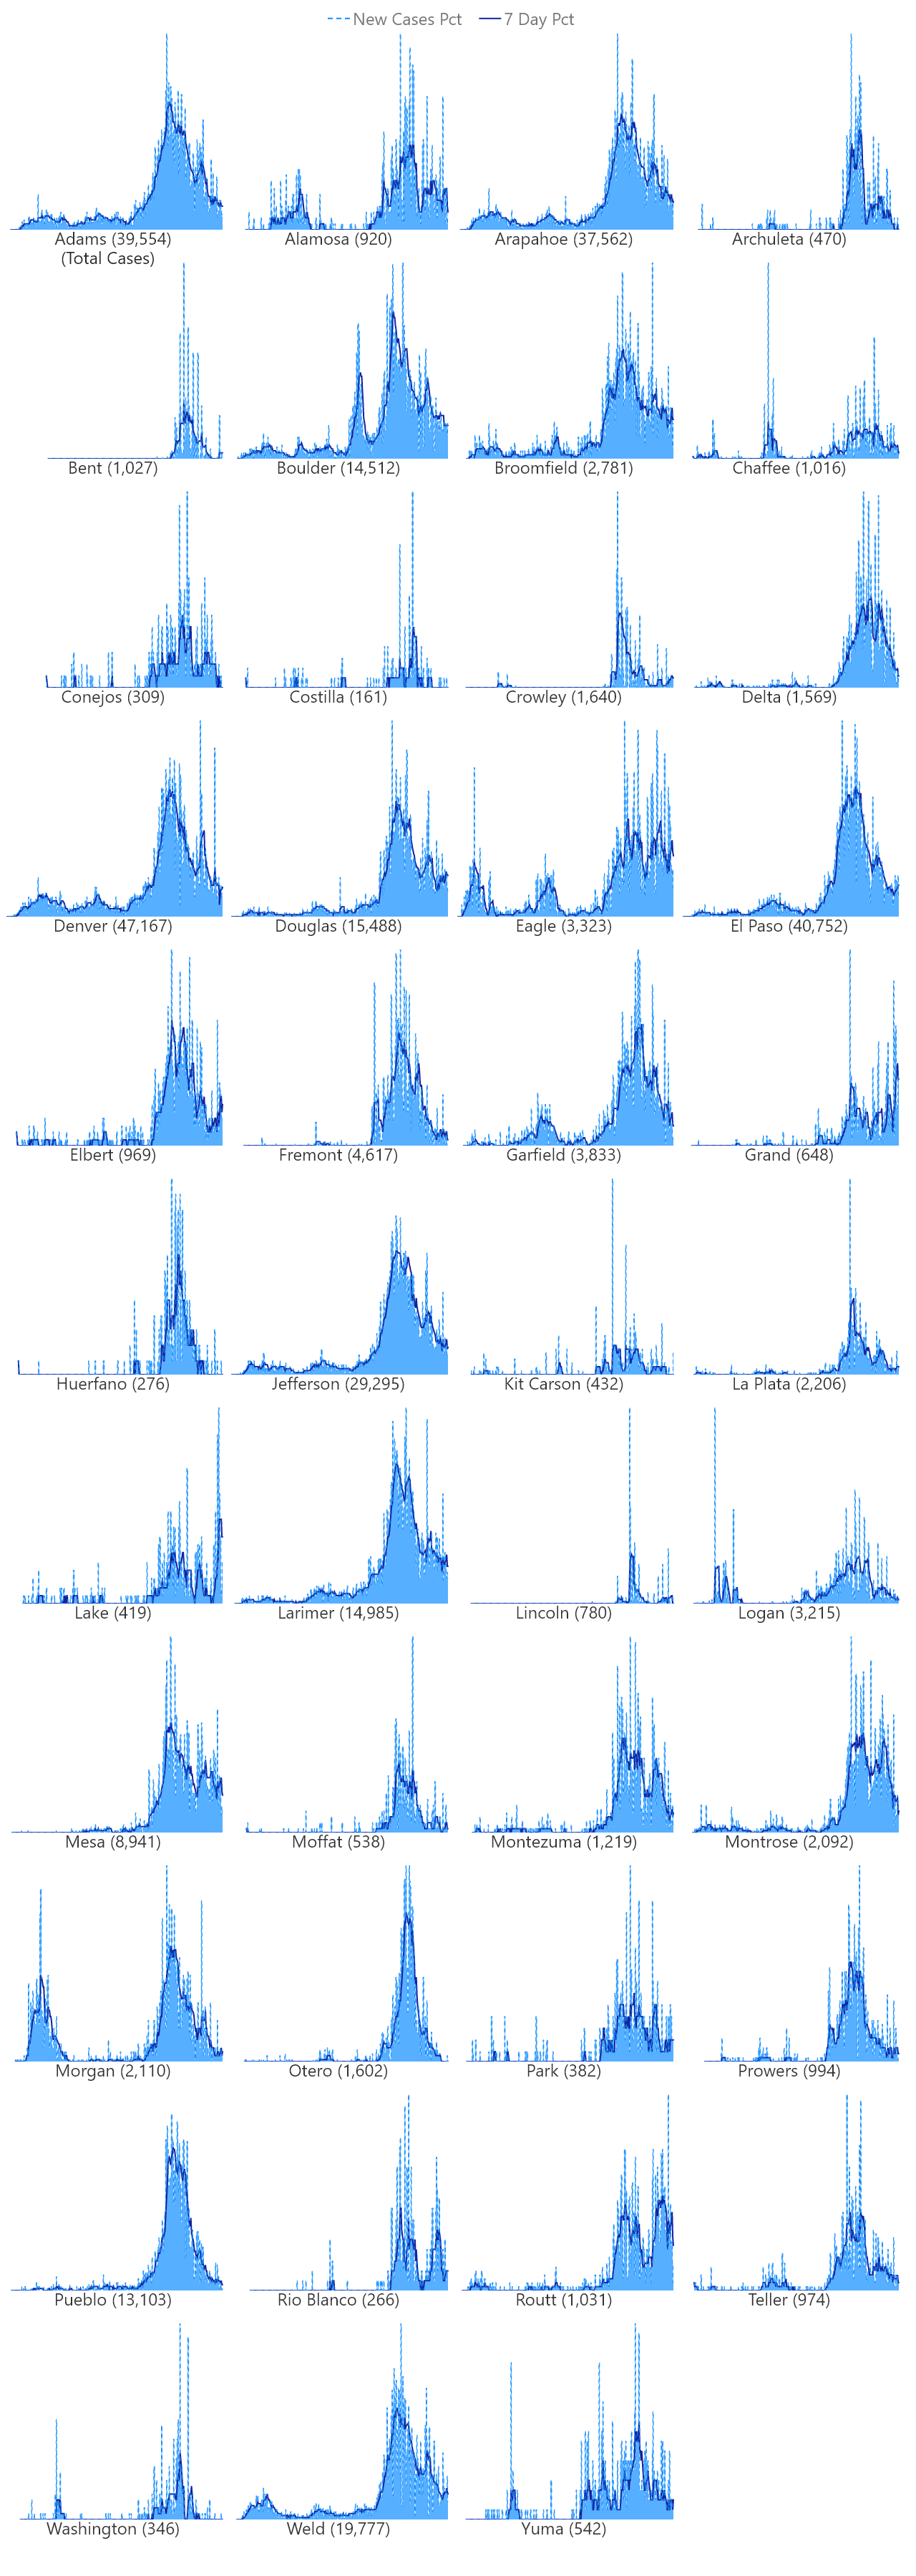 New Cases Pct 7 Day Pct
Adams (39,554) Alamosa (920) Arapahoe (37,562) Archuleta (470)
(Total Cases)
Bent (1,027) Boulder (14,512) Broomfield (2,781) Chaffee (1,016)
Conejos (309) Costilla (161) Crowley (1,640) Delta (1,569)
Denver (47,167) Douglas (15,488) Eagle (3,323) El Paso (40,752)
Elbert (969) Fremont (4,617) Garfield (3,833) Grand (648)
Huerfano (276) Jefferson (29,295) Kit Carson (432) La Plata (2,206)
Lake (419) Larimer (14,985) Lincoln (780) Logan (3,215)
Mesa (8,941) Moffat (538) Montezuma (1,219) Montrose (2,092)
Morgan (2,110) Otero (1,602) Park (382) Prowers (994)
Pueblo (13,103) Rio Blanco (266) Routt (1,031) Teller (974)
Washington (346) Weld (19,777) Yuma (542)